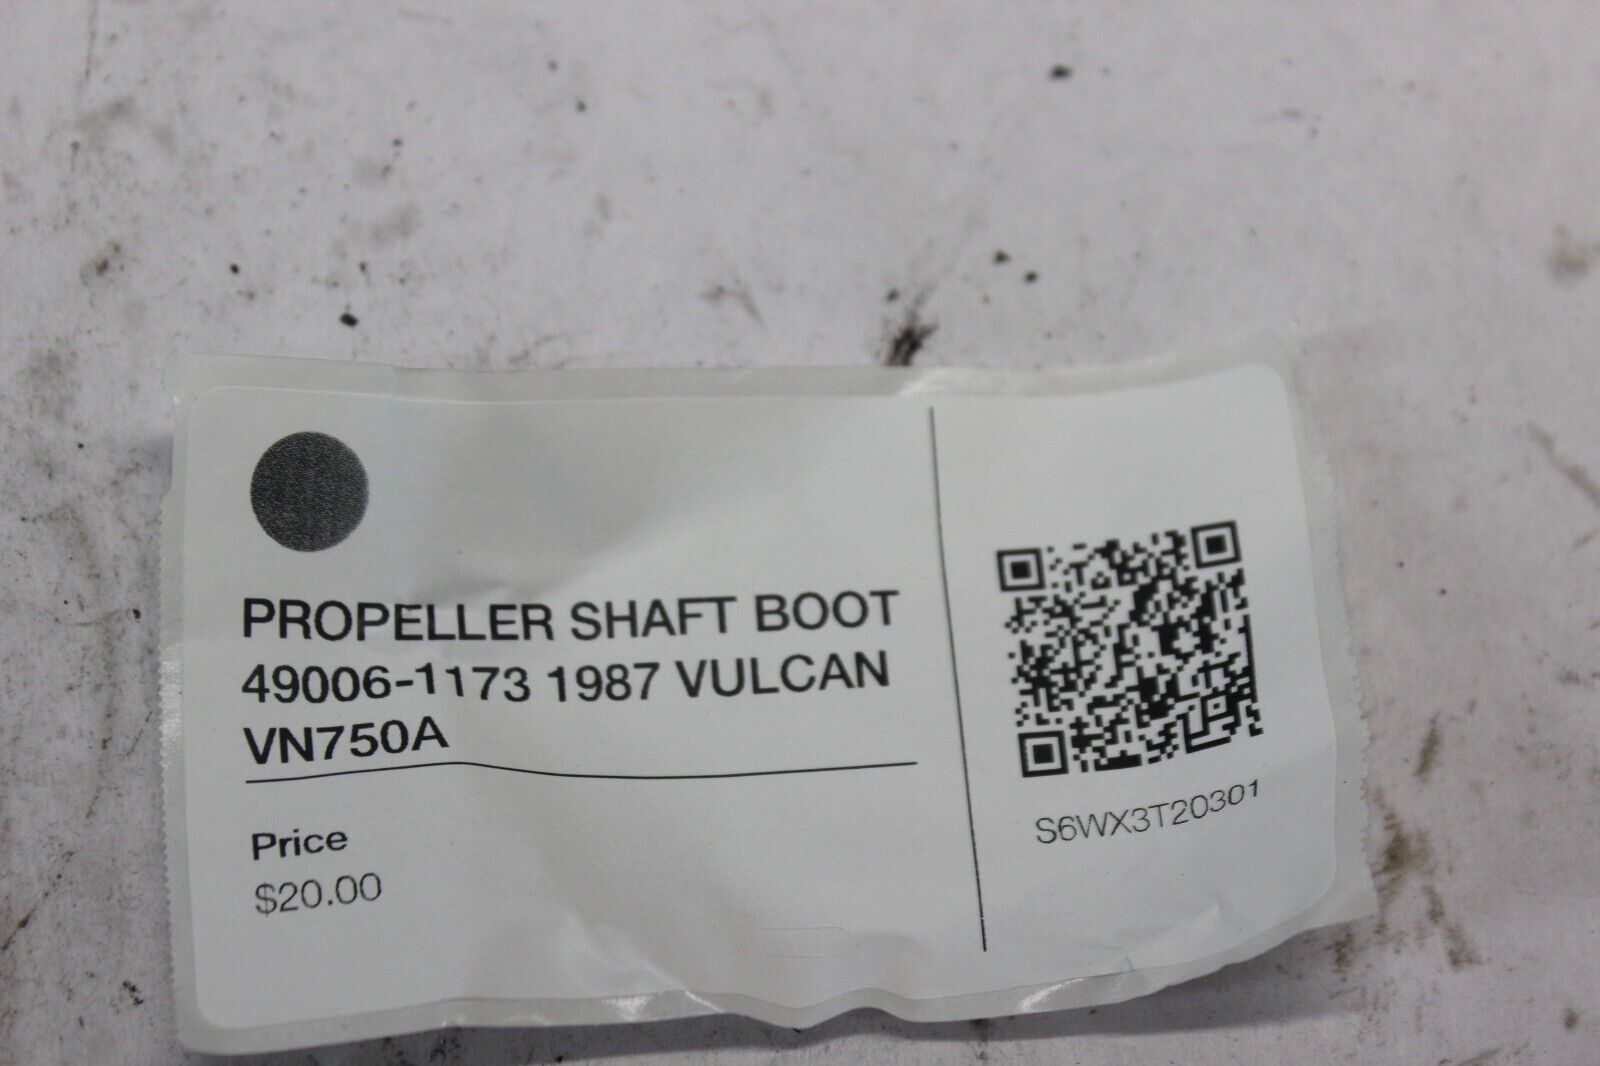 PROPELLER SHAFT BOOT
49006-1173 1987 VULCAN
VN750A
Price
$20.00
S6WX3T20301